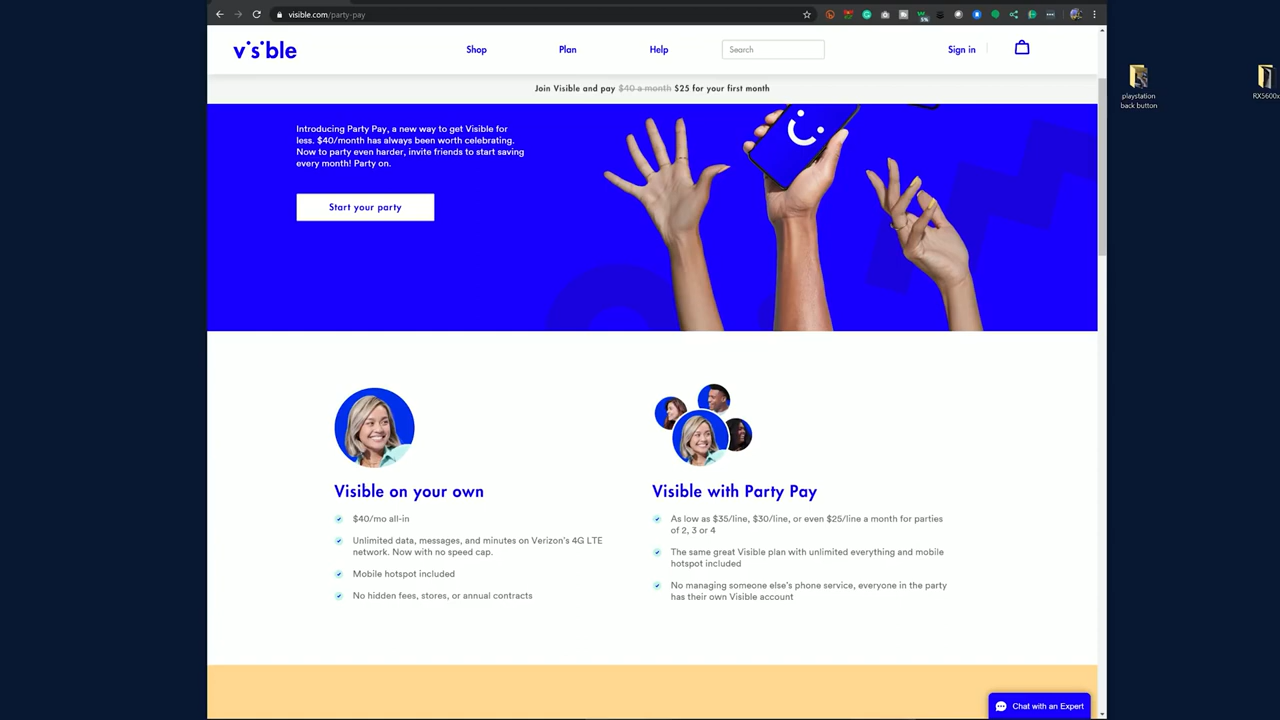 visible.com/party-pay
visible
Shop
Plan
Help
Search
Sign in
Join Visible and pay $40 a month $25 for your first month
Introducing Party Pay, a new way to get Visible for
less. $40/month has always been worth celebrating.
Now to party even harder, invite friends to start saving
every month! Party on.
Start your party
Visible on your own
$40/mo all-in
Unlimited data, messages, and minutes on Verizon's 4G LTE
network. Now with no speed cap.
Mobile hotspot included
No hidden fees, stores, or annual contracts
Visible with Party Pay
As low as $35/line, $30/line, or even $25/line a month for parties
of 2, 3 or 4
The same great Visible plan with unlimited everything and mobile
hotspot included
No managing someone else's phone service, everyone in the party
has their own Visible account
Chat with an Expert
playstation
back button
RX5600x